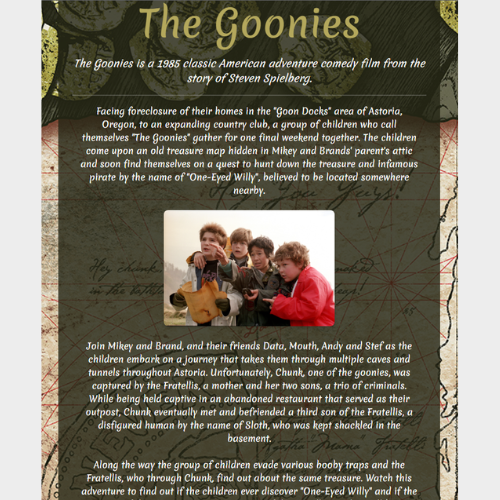 The Goonies
The Goonies is a 1985 classic American adventure comedy film from the
story of Steven Spielberg.
Facing foreclosure of their homes in the "Goon Docks" area of Astoria,
Oregon, to an expanding country club, a group of children who call
themselves "The Goonies" gather for one final weekend together. The children
come upon an old treasure map hidden in Mikey and Brands' parent's attic
and soon find themselves on a quest to hunt down the treasure and infamous
pirate by the name of "One-Eyed Willy", believed to be located somewhere
nearby.
Hey You Guys!
Hey chunk
Join Mikey and Brand, and their friends Data, Mouth, Andy and Stef as the
children embark on a journey that takes them through multiple caves and
tunnels throughout Astoria. Unfortunately, Chunk, one of the goonies, was
captured by the Fratellis, a mother and her two sons, a trio of criminals.
While being held captive in an abandoned restaurant that served as their
outpost, Chunk eventually met and befriended a third son of the Fratellis, a
disfigured human by the name of Sloth, who was kept shackled in the
basement.
Mama Fratelli
Along the way the group of children evade various booby traps and the
Fratellis, who through Chunk, find out about the same treasure. Watch this
adventure to find out if the children ever discover "One-Eyed Willy" and if the